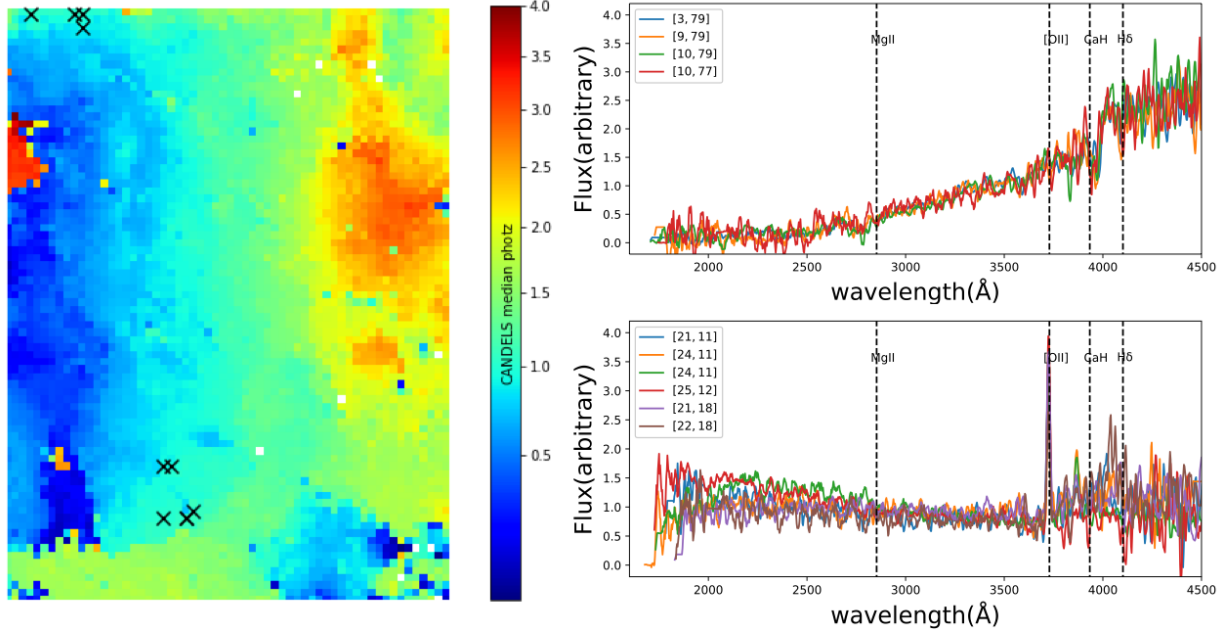 4.0
3.5
3.0
2.5
2.0
1.5
1.0
0.5
CANDELS median photz
[3, 79]
[9, 79]
[10, 79]
[10, 77]
MgII
[OII]
CaH
Hδ
4.0
3.5
3.0
2.5
2.0
1.5
1.0
0.5
0.0
Flux(arbitrary)
2000 2500 3000 3500 4000 4500
wavelength(Å)
[21, 11]
[24, 11]
[24, 11]
[25, 12]
[21, 18]
[22, 18]
MgII
[OII]
CaH
Hδ
4.0
3.5
3.0
2.5
2.0
1.5
1.0
0.5
0.0
Flux(arbitrary)
2000 2500 3000 3500 4000 4500
wavelength(Å)